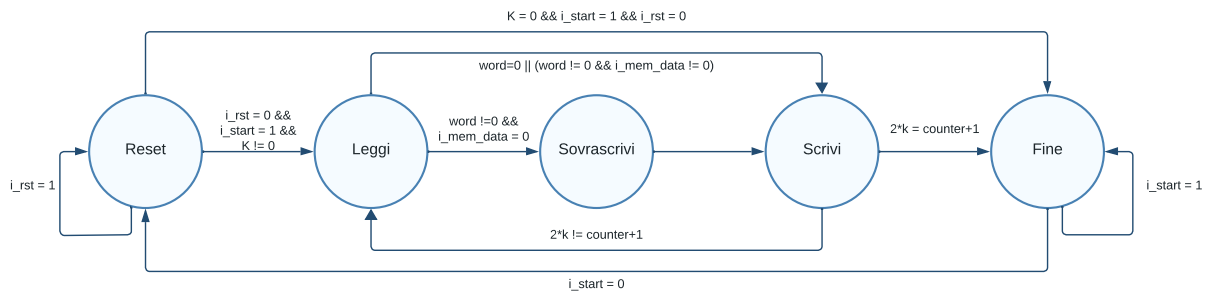 K = 0 && i_start = 1 && i_rst = 0
word=0 || (word != 0 && i_mem_data != 0)
i_rst = 0 &&
i_start = 1 &&
K != 0
word !=0 &&
i_mem_data = 0
2*k = counter+1
Reset
Leggi
Sovrascrivi
Scrivi
Fine
i_rst = 1
i_start = 1
2*k != counter+1
i_start = 0